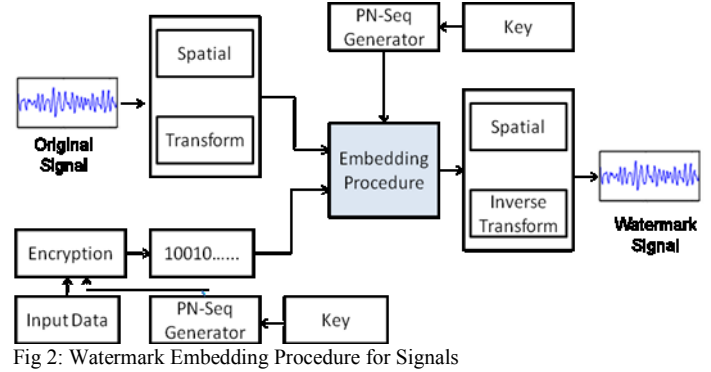 PN-Seq
Generator
Key
Spatial
Transform
Original
Signal
Embedding
Procedure
Spatial
Inverse
Transform
Watermark
Signal
Encryption
10010......
Input Data
PN-Seq
Generator
Key
Fig 2: Watermark Embedding Procedure for Signals